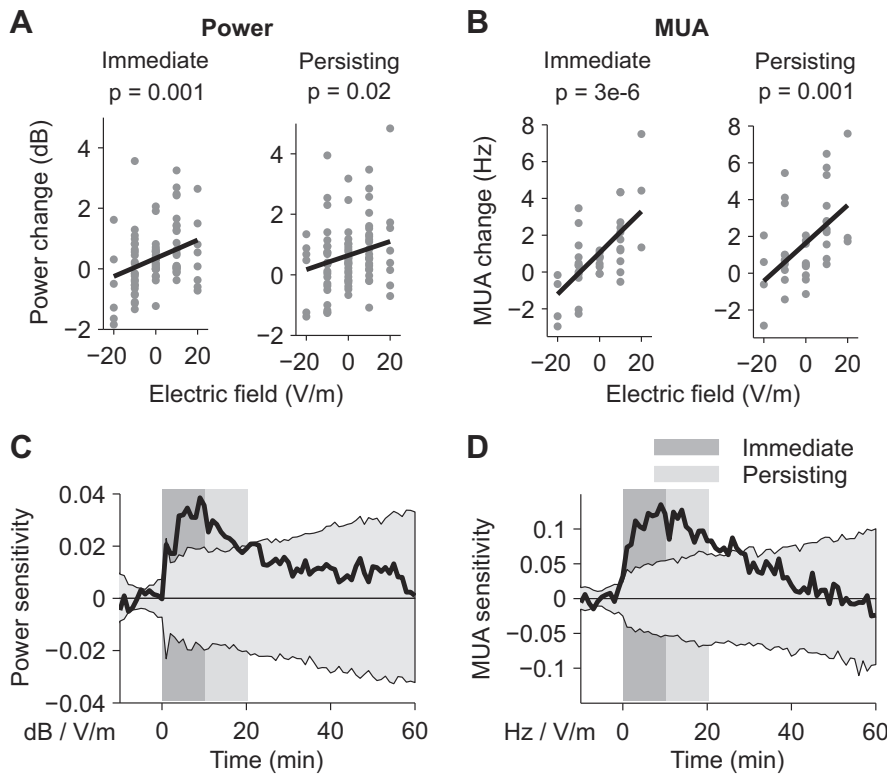 A
Power
Immediate
p = 0.001
Persisting
p = 0.02
Power change (dB)
4
2
0
−2
−20 0 20
4
2
0
−2
−20 0 20
Electric field (V/m)
B
MUA
Immediate
p = 3e-6
Persisting
p = 0.001
MUA change (Hz)
8
6
4
2
0
−2
−20 0 20
8
6
4
2
0
−2
−20 0 20
Electric field (V/m)
C
Power sensitivity
0.04
0.02
0
−0.02
−0.04
dB / V/m
0 20 40 60
Time (min)
D
Immediate
Persisting
MUA sensitivity
0.1
0.05
0
−0.05
−0.1
Hz / V/m
0 20 40 60
Time (min)